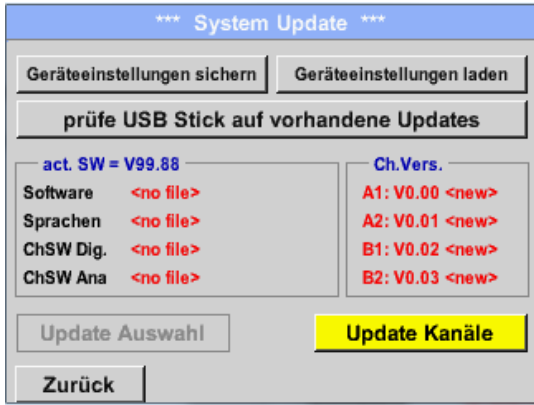 *** System Update ***
Geräteeinstellungen sichern Geräteeinstellungen laden
prüfe USB Stick auf vorhandene Updates
act. SW = V99.88 Ch.Vers.
Software <no file> A1: V0.00 <new>
Sprachen <no file> A2: V0.01 <new>
ChSW Dig. <no file> B1: V0.02 <new>
ChSW Ana <no file> B2: V0.03 <new>
Update Auswahl Update Kanäle
Zurück